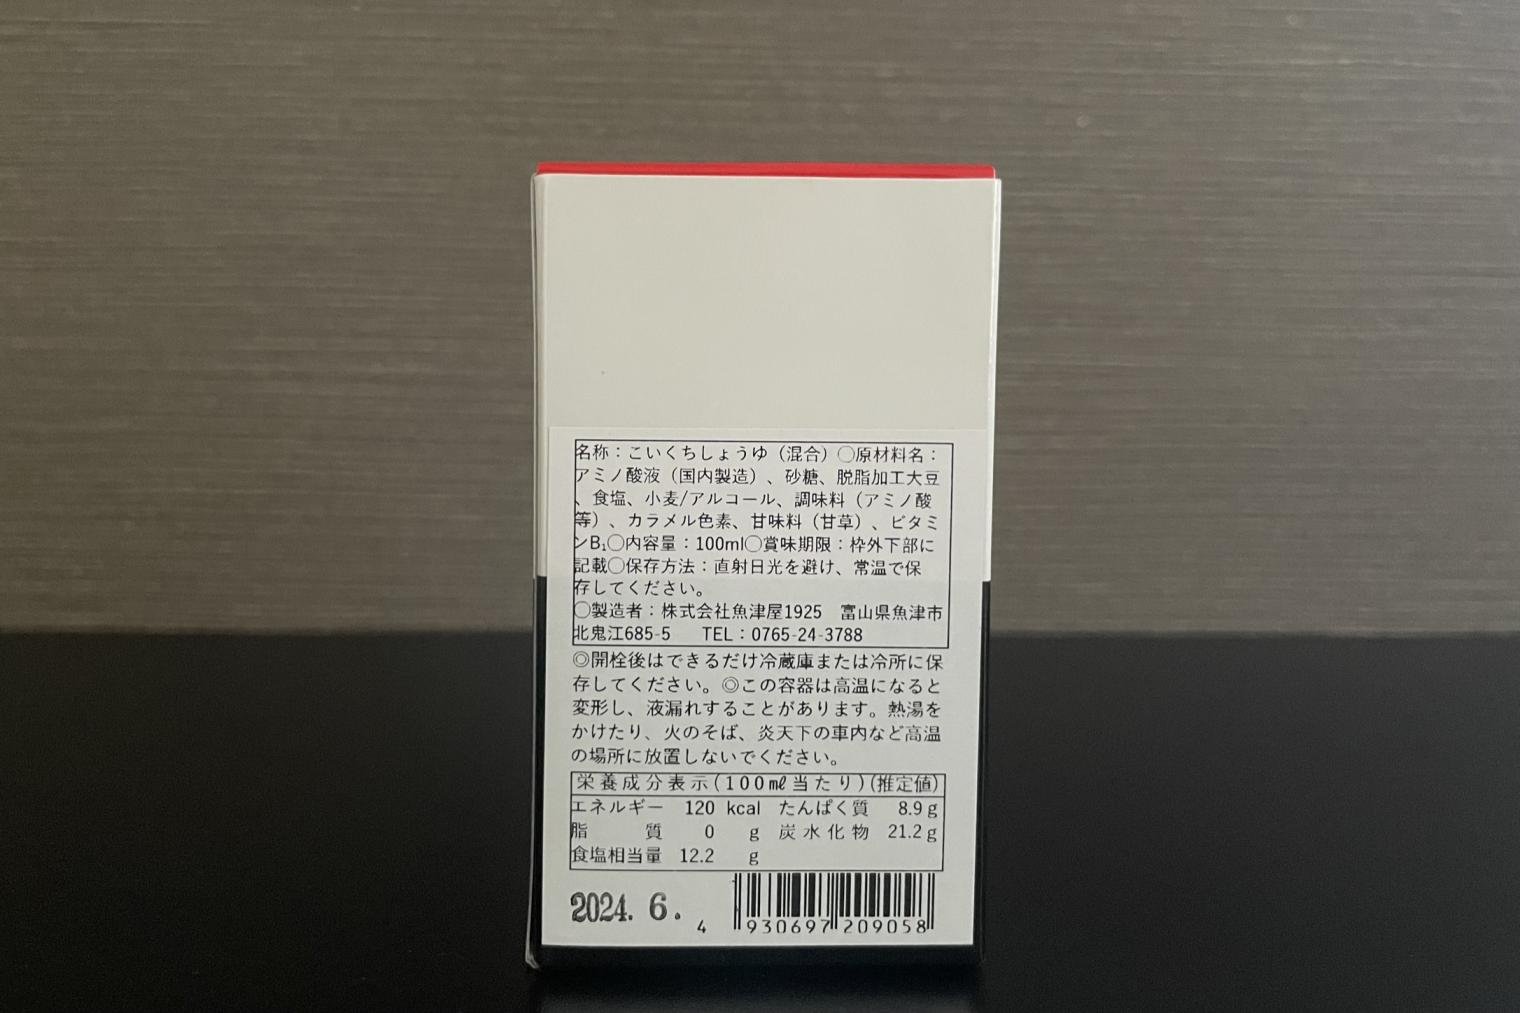 名称：こいくちしょうゆ（混合）〇原材料名：
アミノ酸液（国内製造）、砂糖、脱脂加工大豆
、食塩、小麦/アルコール、調味料（アミノ酸
等）、カラメル色素、甘味料（甘草）、ビタミ
ンB₁〇内容量：100ml〇賞味期限：枠外下部に
記載〇保存方法：直射日光を避け、常温で保
存してください。
〇製造者：株式会社魚津屋1925　富山県魚津市
北鬼江685-5　TEL：0765-24-3788
◎開栓後はできるだけ冷蔵庫または冷所に保
存してください。◎この容器は高温になると
変形し、液漏れすることがあります。熱湯を
かけたり、火のそば、炎天下の車内など高温
の場所に放置しないでください。
栄養成分表示(100㎖当たり)(推定値)
エネルギー 120 kcal たんぱく質 8.9g
脂質 0 g 炭水化物 21.2g
食塩相当量 12.2 g
2024. 6.
4 930697 209058